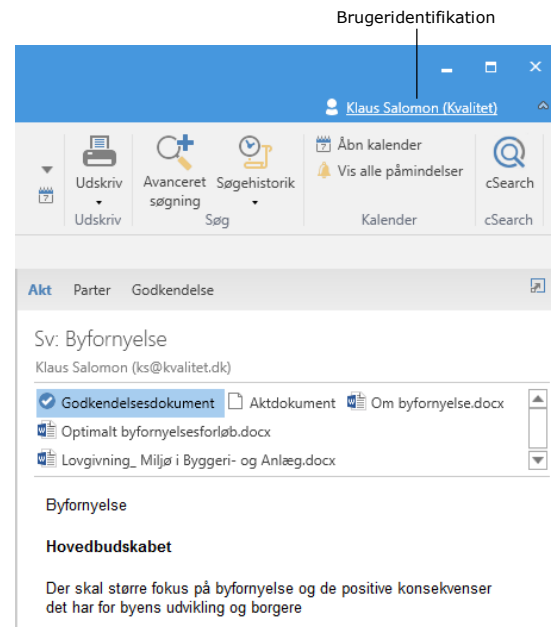 Brugeridentifikation
Klaus Salomon (Kvalitet)
Udskriv
Avanceret søgning
Søgehistorik
Åbn kalender
Vis alle påmindelser
cSearch
Udskriv
Søg
Kalender
cSearch
Akt Parter Godkendelse
Sv: Byfornyelse
Klaus Salomon (ks@kvalitet.dk)
Godkendelsesdokument Aktdokument Om byfornyelse.docx
Optimalt byfornyelsesforløb.docx
Lovgivning_ Miljø i Byggeri- og Anlæg.docx
Byfornyelse
Hovedbudskabet
Der skal større fokus på byfornyelse og de positive konsekvenser
det har for byens udvikling og borgere